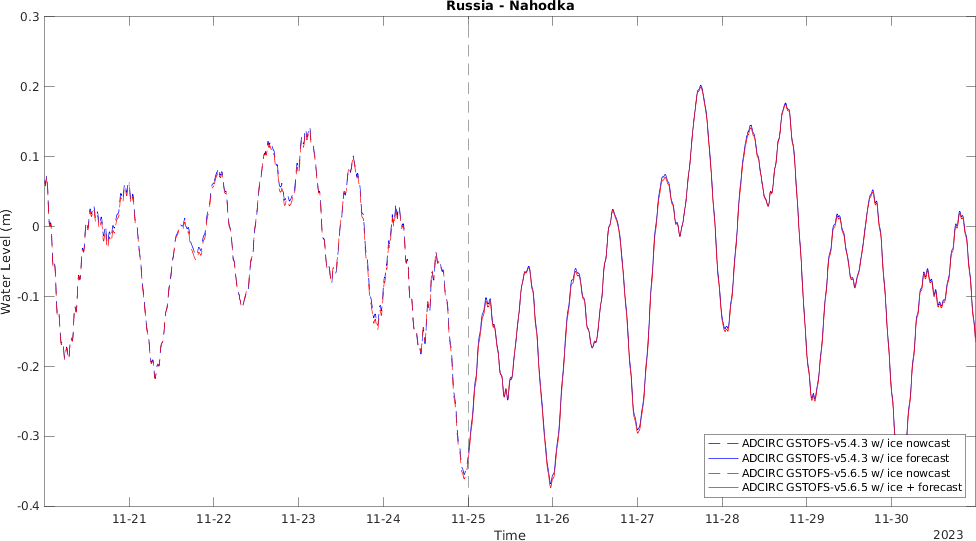 Russia - Nahodka
0.3
0.2
0.1
0
-0.1
-0.2
-0.3
-0.4
Water Level (m)
11-21
11-22
11-23
11-24
11-25
11-26
11-27
11-28
11-29
11-30
Time
2023
ADCIRC GSTOFS-v5.4.3 w/ ice nowcast
ADCIRC GSTOFS-v5.4.3 w/ ice forecast
ADCIRC GSTOFS-v5.6.5 w/ ice nowcast
ADCIRC GSTOFS-v5.6.5 w/ ice + forecast